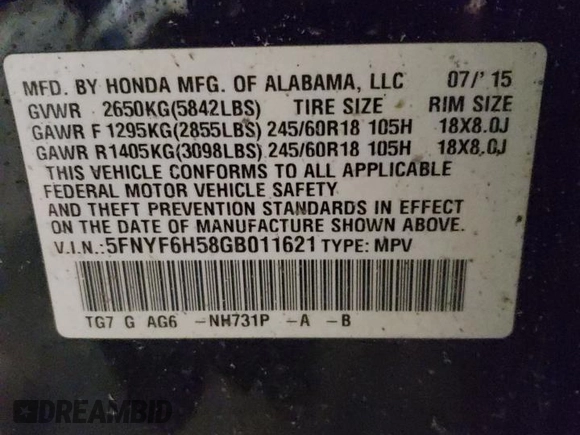 MFD. BY HONDA MFG. OF ALABAMA, LLC 07/'15
GVWR 2650KG(5842LBS) TIRE SIZE RIM SIZE
GAWR F 1295KG(2855LBS) 245/60R18 105H 18X8.0J
GAWR R1405KG(3098LBS) 245/60R18 105H 18X8.0J
THIS VEHICLE CONFORMS TO ALL APPLICABLE
FEDERAL MOTOR VEHICLE SAFETY
AND THEFT PREVENTION STANDARDS IN EFFECT
ON THE DATE OF MANUFACTURE SHOWN ABOVE.
V.I.N.:5FNYF6H58GB011621 TYPE: MPV
TG7 G AG6 -NH731P -A -B
DREAMBID